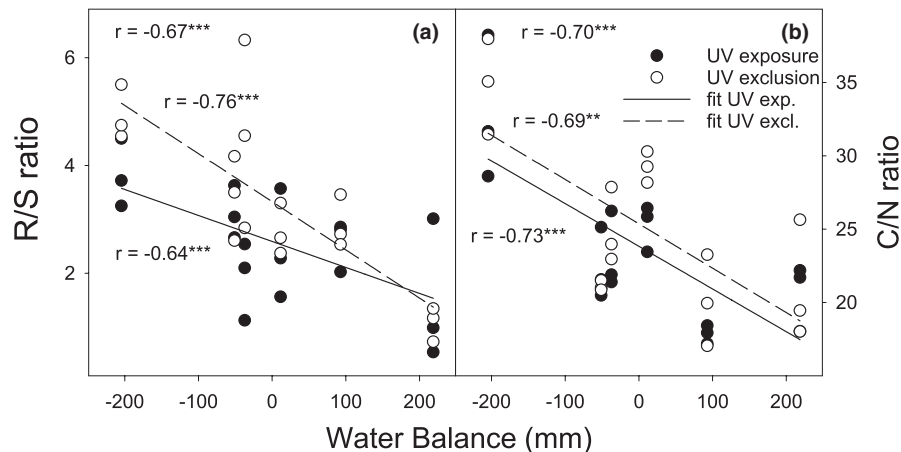 r = -0.67***
(a)
r = -0.76***
r = -0.64***
6
4
2
R/S ratio
-200
-100
0
100
200
r = -0.70***
(b)
UV exposure
UV exclusion
fit UV exp.
fit UV excl.
r = -0.69**
r = -0.73***
35
30
25
20
C/N ratio
-200
-100
0
100
200
Water Balance (mm)